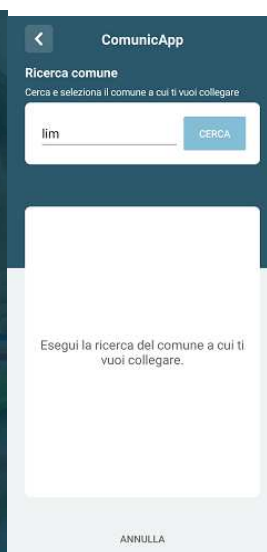 ComunicApp
Ricerca comune
Cerca e seleziona il comune a cui ti vuoi collegare
lim
CERCA
Esegui la ricerca del comune a cui ti
vuoi collegare.
ANNULLA